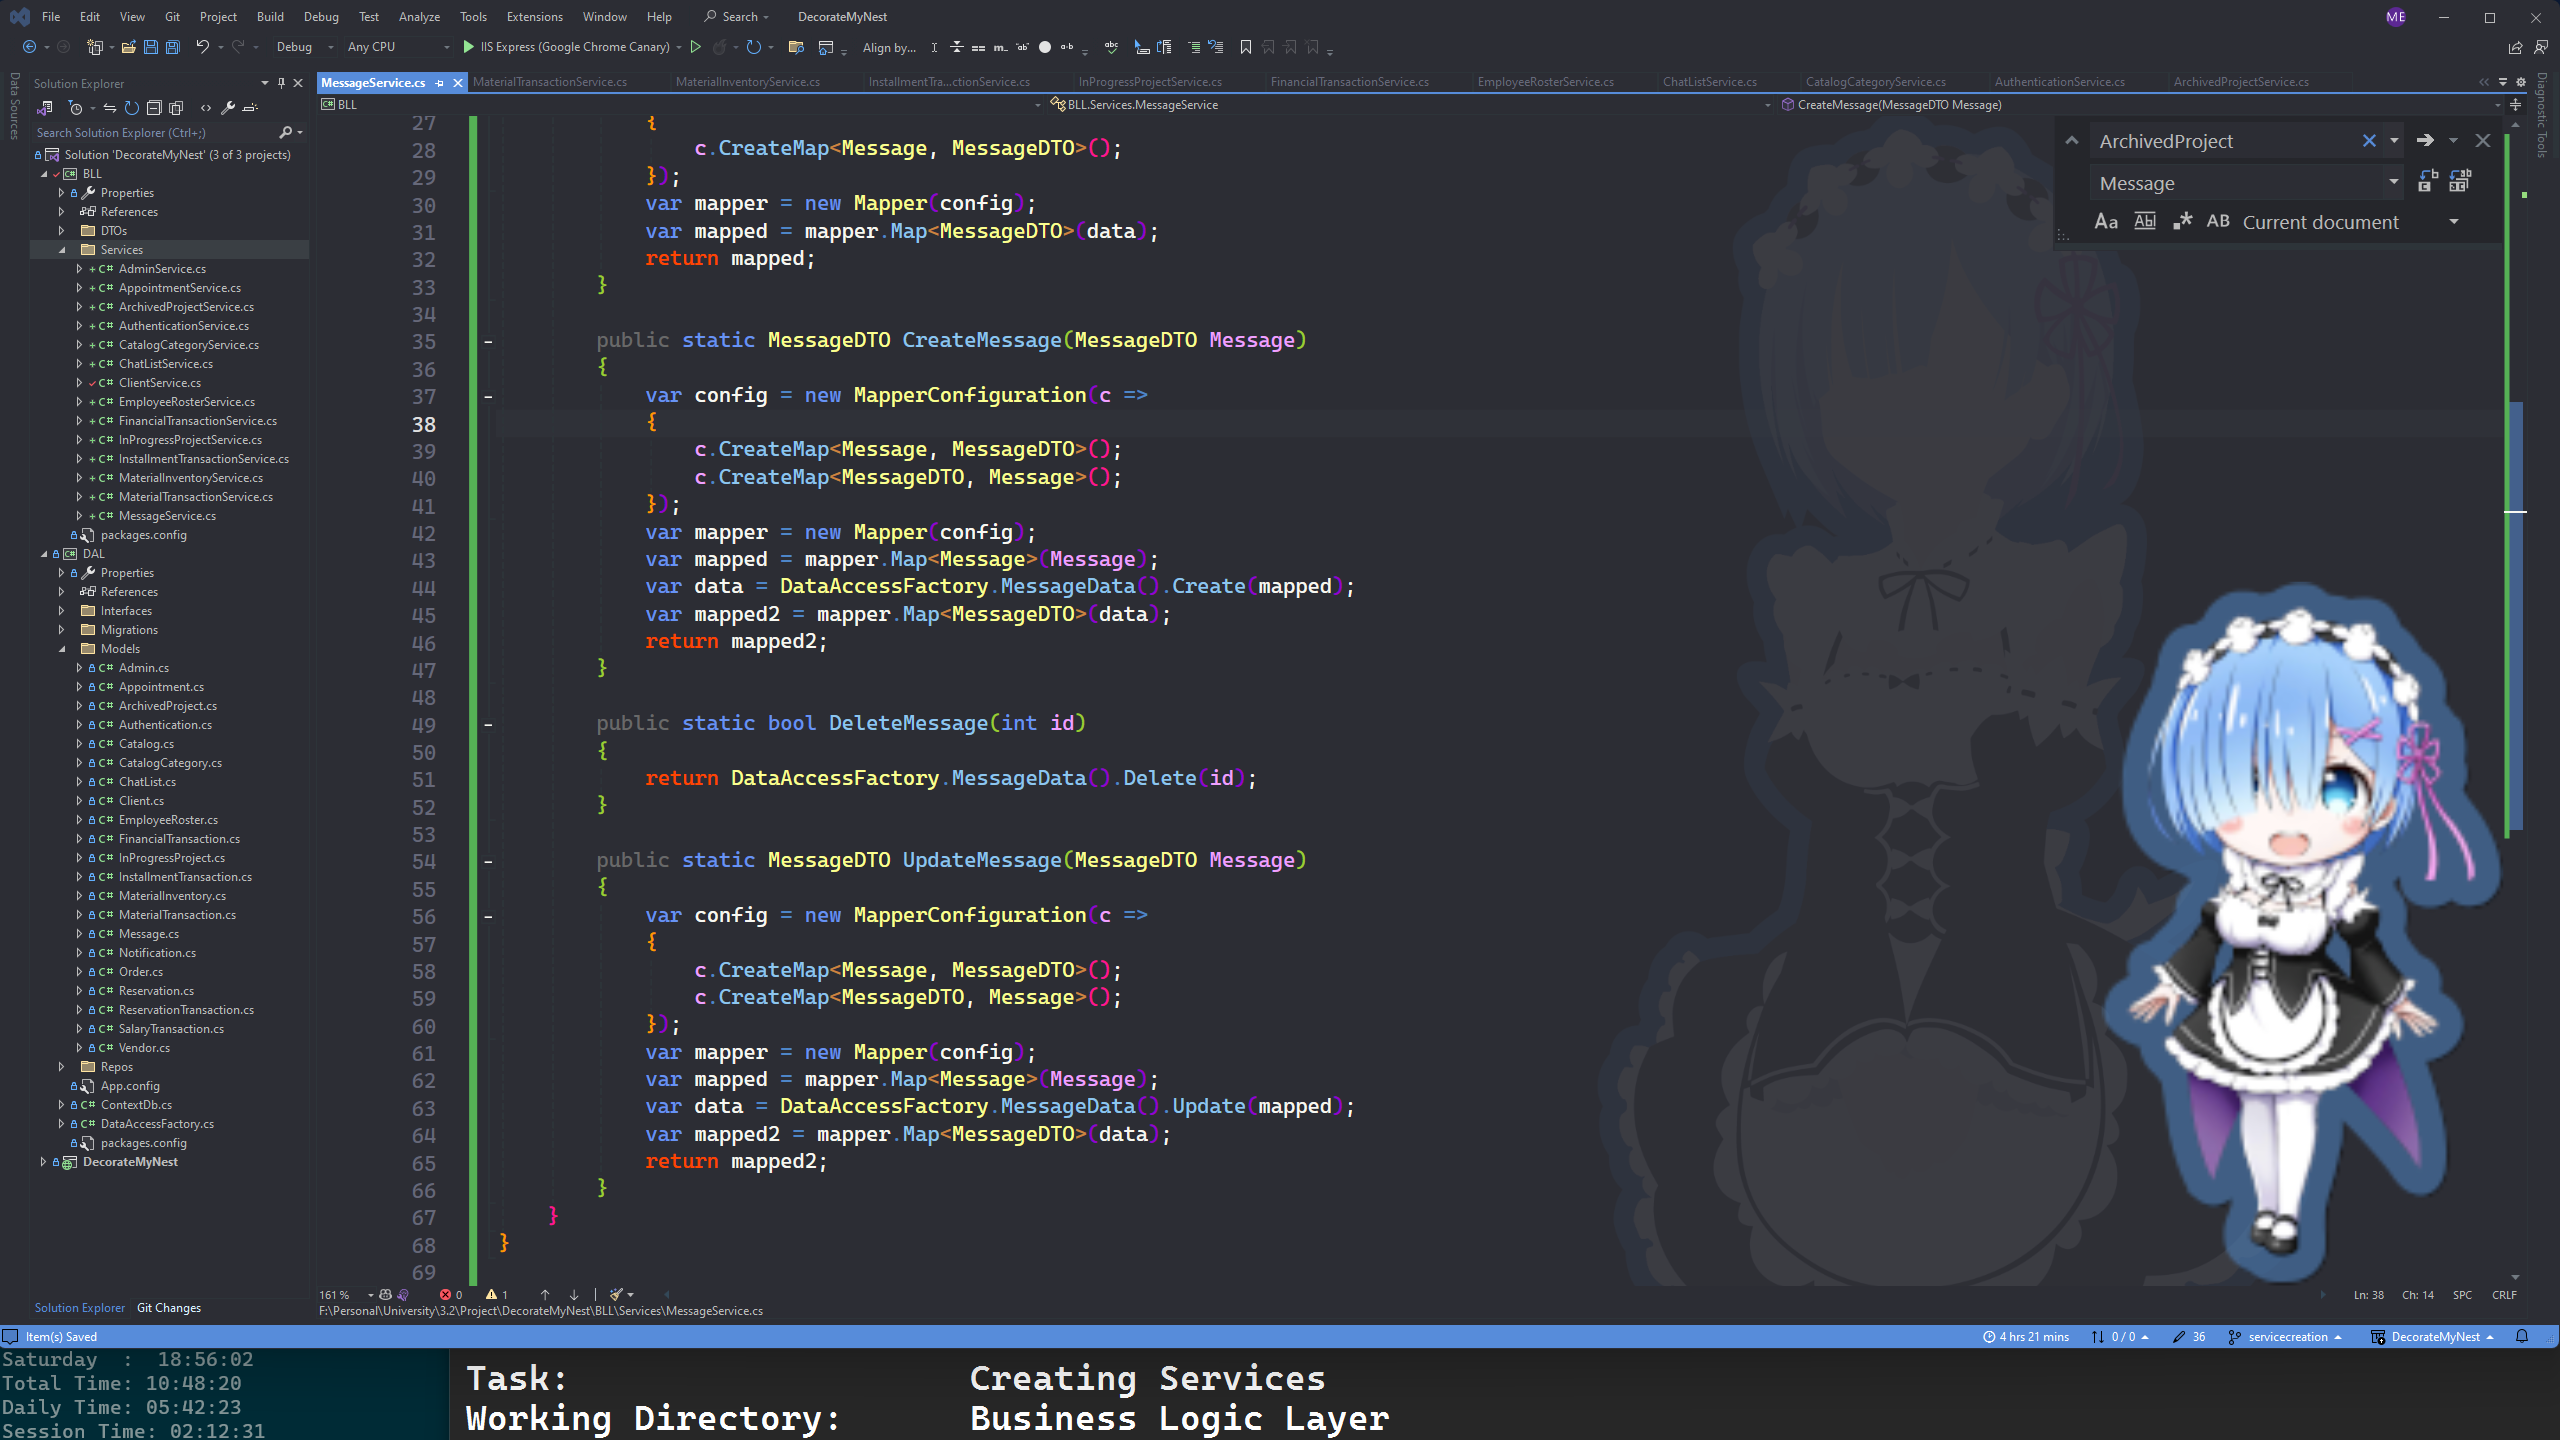 File Edit View Git Project Build Debug Test Analyze Tools Extensions Window Help Search DecorateMyNest ME
Debug Any CPU IIS Express (Google Chrome Canary) Align by...
Data Sources
Solution Explorer
Search Solution Explorer (Ctrl+;)
Solution 'DecorateMyNest' (3 of 3 projects)
BLL
Properties
References
DTOs
Services
AdminService.cs
AppointmentService.cs
ArchivedProjectService.cs
AuthenticationService.cs
CatalogCategoryService.cs
ChatListService.cs
ClientService.cs
EmployeeRosterService.cs
FinancialTransactionService.cs
InProgressProjectService.cs
InstallmentTransactionService.cs
MaterialInventoryService.cs
MaterialTransactionService.cs
MessageService.cs
packages.config
DAL
Properties
References
Interfaces
Migrations
Models
Admin.cs
Appointment.cs
ArchivedProject.cs
Authentication.cs
Catalog.cs
CatalogCategory.cs
ChatList.cs
Client.cs
EmployeeRoster.cs
FinancialTransaction.cs
InProgressProject.cs
InstallmentTransaction.cs
MaterialInventory.cs
MaterialTransaction.cs
Message.cs
Notification.cs
Order.cs
Reservation.cs
ReservationTransaction.cs
SalaryTransaction.cs
Vendor.cs
Repos
App.config
ContextDb.cs
DataAccessFactory.cs
packages.config
DecorateMyNest
Solution Explorer Git Changes
MessageService.cs MaterialTransactionService.cs MaterialInventoryService.cs InstallmentTra...ctionService.cs InProgressProjectService.cs FinancialTransactionService.cs EmployeeRosterService.cs ChatListService.cs CatalogCategoryService.cs AuthenticationService.cs ArchivedProjectService.cs
BLL BLL.Services.MessageService CreateMessage(MessageDTO Message)
Diagnostic Tools
ArchivedProject
Message
Aa Abl .* AB Current document
27 {
28 c.CreateMap<Message, MessageDTO>();
29 });
30 var mapper = new Mapper(config);
31 var mapped = mapper.Map<MessageDTO>(data);
32 return mapped;
33 }
34
35 public static MessageDTO CreateMessage(MessageDTO Message)
36 {
37 var config = new MapperConfiguration(c =>
38 {
39 c.CreateMap<Message, MessageDTO>();
40 c.CreateMap<MessageDTO, Message>();
41 });
42 var mapper = new Mapper(config);
43 var mapped = mapper.Map<Message>(Message);
44 var data = DataAccessFactory.MessageData().Create(mapped);
45 var mapped2 = mapper.Map<MessageDTO>(data);
46 return mapped2;
47 }
48
49 public static bool DeleteMessage(int id)
50 {
51 return DataAccessFactory.MessageData().Delete(id);
52 }
53
54 public static MessageDTO UpdateMessage(MessageDTO Message)
55 {
56 var config = new MapperConfiguration(c =>
57 {
58 c.CreateMap<Message, MessageDTO>();
59 c.CreateMap<MessageDTO, Message>();
60 });
61 var mapper = new Mapper(config);
62 var mapped = mapper.Map<Message>(Message);
63 var data = DataAccessFactory.MessageData().Update(mapped);
64 var mapped2 = mapper.Map<MessageDTO>(data);
65 return mapped2;
66 }
67 }
68 }
69
161 % 0 1 Ln: 38 Ch: 14 SPC CRLF
F:\Personal\University\3.2\Project\DecorateMyNest\BLL\Services\MessageService.cs
Item(s) Saved 4 hrs 21 mins 0 / 0 36 servicecreation DecorateMyNest
Saturday : 18:56:02
Total Time: 10:48:20
Daily Time: 05:42:23
Session Time: 02:12:31
Task: Creating Services
Working Directory: Business Logic Layer